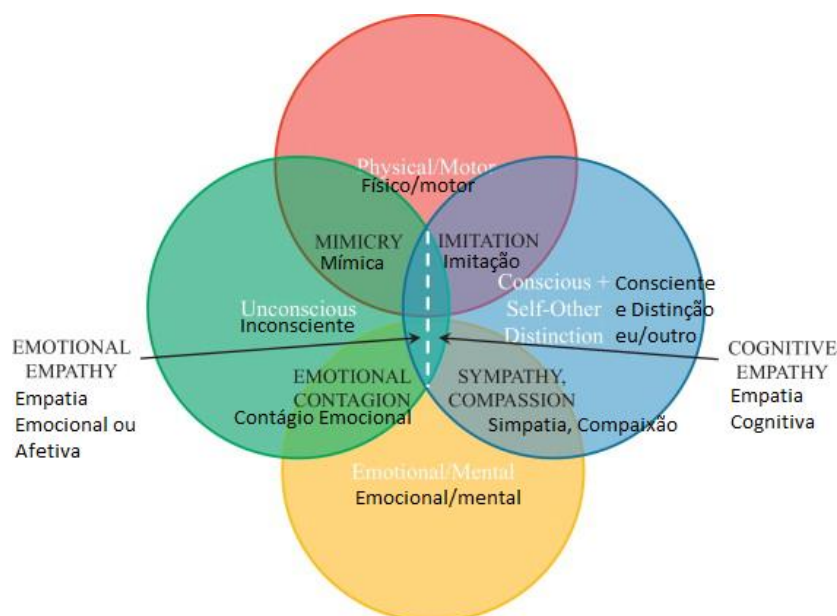 Physical/Motor
Físico/motor
MIMICRY
Mímica
IMITATION
Imitação
Unconscious
Inconsciente
Conscious +
Self-Other
Distinction
Consciente
e Distinção
eu/outro
EMOTIONAL
EMPATHY
Empatia
Emocional ou
Afetiva
EMOTIONAL
CONTAGION
Contágio Emocional
SYMPATHY,
COMPASSION
Simpatia, Compaixão
COGNITIVE
EMPATHY
Empatia
Cognitiva
Emotional/Mental
Emocional/mental